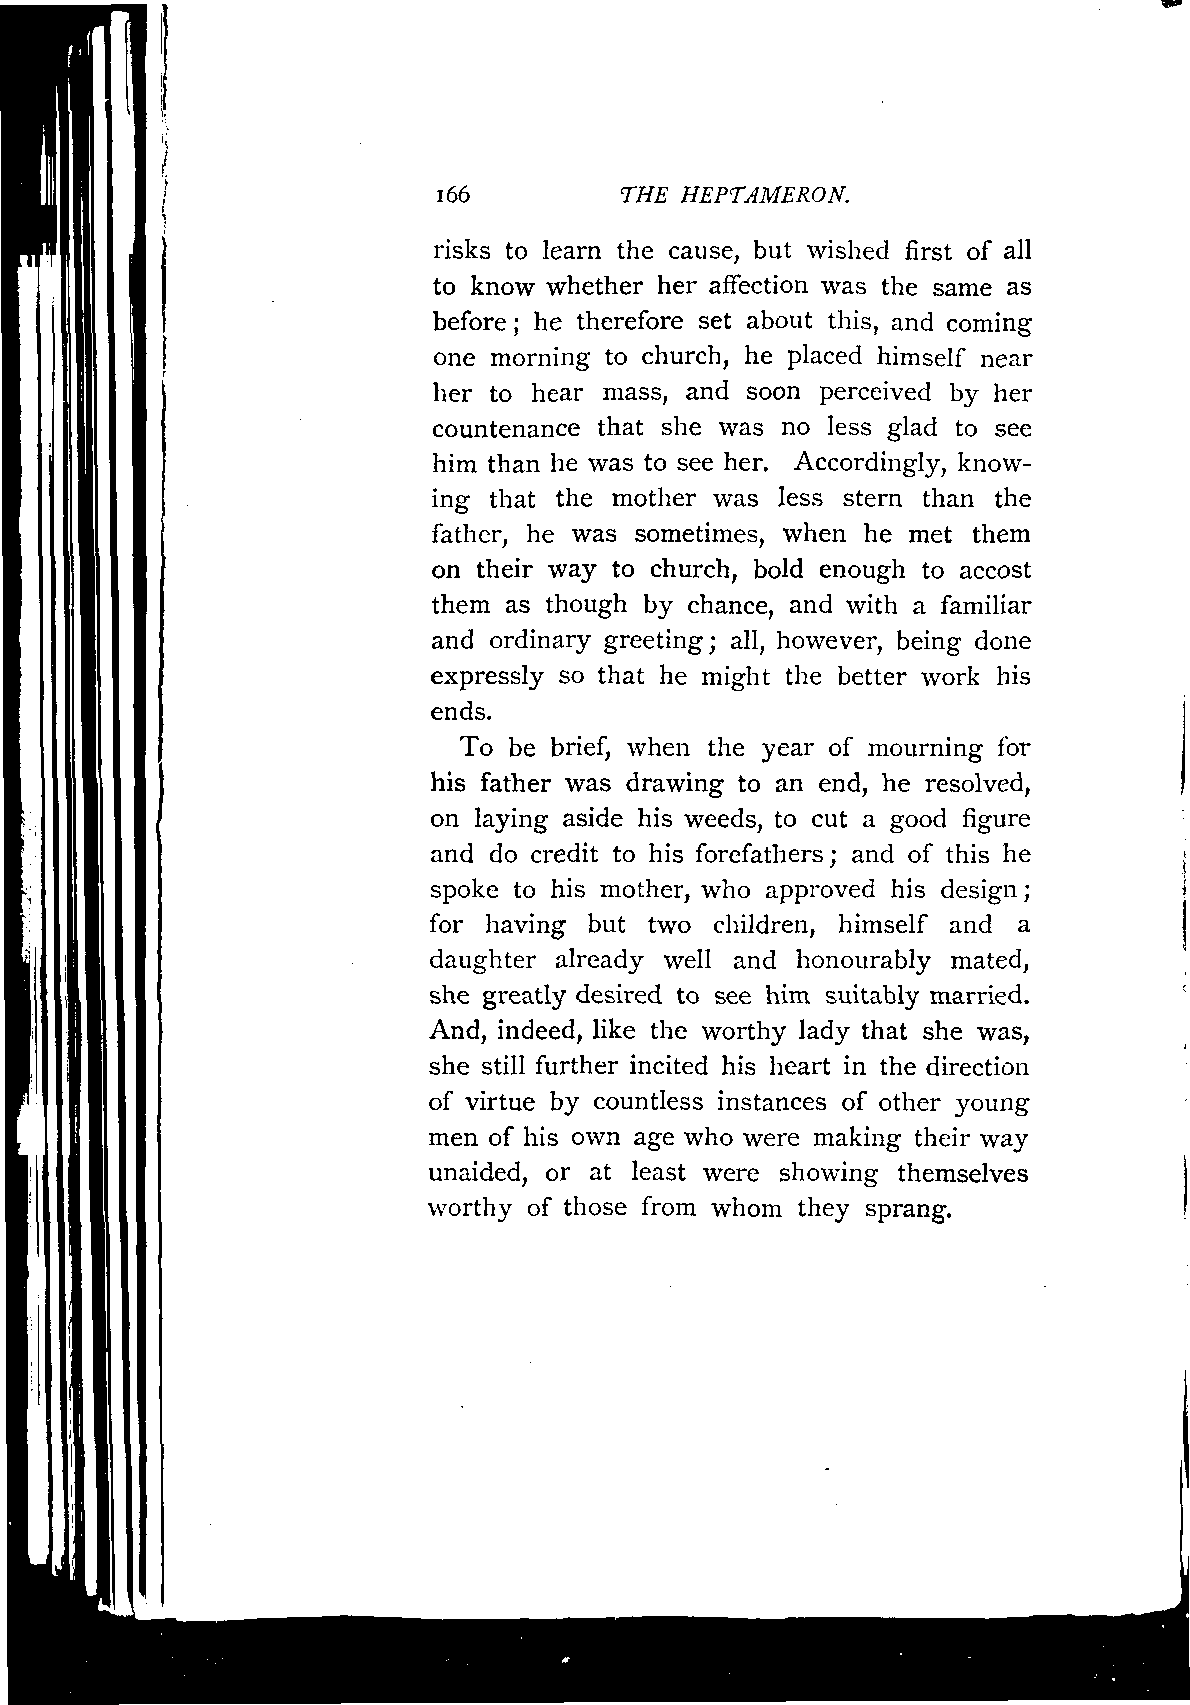 166 THE HEPTAMERON.
risks to learn the cause, but wished first of all
to know whether her affection was the same as
before; he therefore set about this, and coming
one morning to church, he placed himself near
her to hear mass, and soon perceived by her
countenance that she was no less glad to see
him than he was to see her. Accordingly, know-
ing that the mother was less stern than the
father, he was sometimes, when he met them
on their way to church, bold enough to accost
them as though by chance, and with a familiar
and ordinary greeting; all, however, being done
expressly so that he might the better work his
ends.
To be brief, when the year of mourning for
his father was drawing to an end, he resolved,
on laying aside his weeds, to cut a good figure
and do credit to his forefathers; and of this he
spoke to his mother, who approved his design;
for having but two children, himself and a
daughter already well and honourably mated,
she greatly desired to see him suitably married.
And, indeed, like the worthy lady that she was,
she still further incited his heart in the direction
of virtue by countless instances of other young
men of his own age who were making their way
unaided, or at least were showing themselves
worthy of those from whom they sprang.